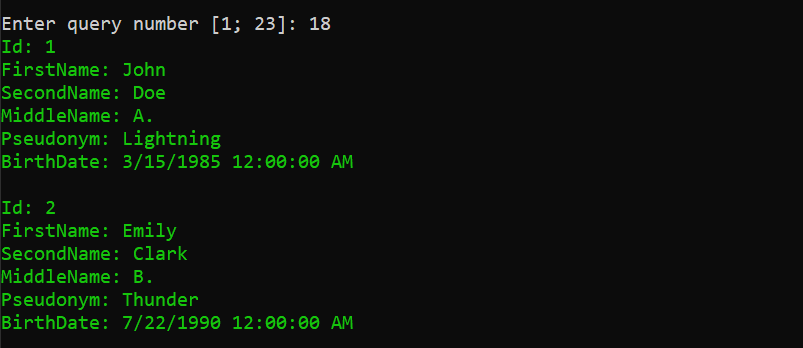 Enter query number [1; 23]: 18
Id: 1
FirstName: John
SecondName: Doe
MiddleName: A.
Pseudonym: Lightning
BirthDate: 3/15/1985 12:00:00 AM
Id: 2
FirstName: Emily
SecondName: Clark
MiddleName: B.
Pseudonym: Thunder
BirthDate: 7/22/1990 12:00:00 AM